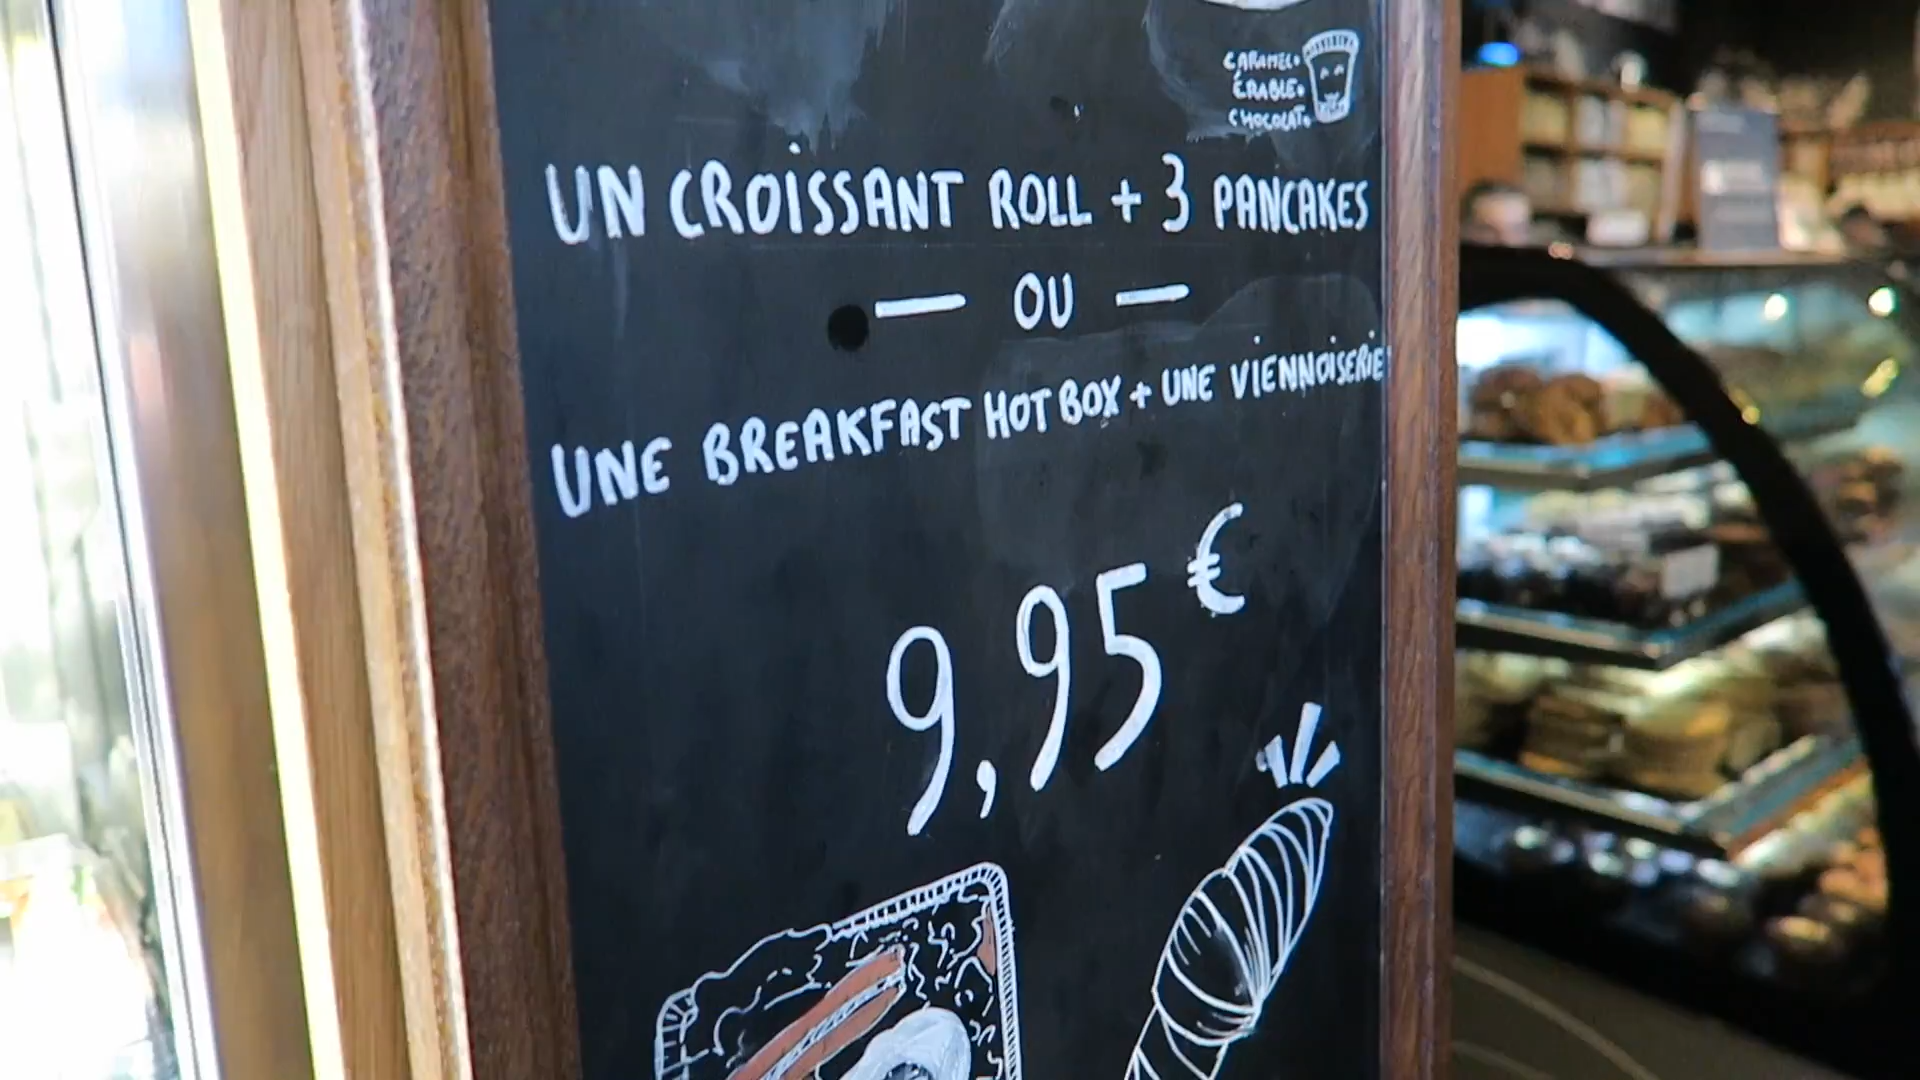 CARAMEL
ÉRABLE
CHOCOLAT
UN CROISSANT ROLL + 3 PANCAKES
— OU —
UNE BREAKFAST HOT BOX + UNE VIENNOISERIE
9,95€